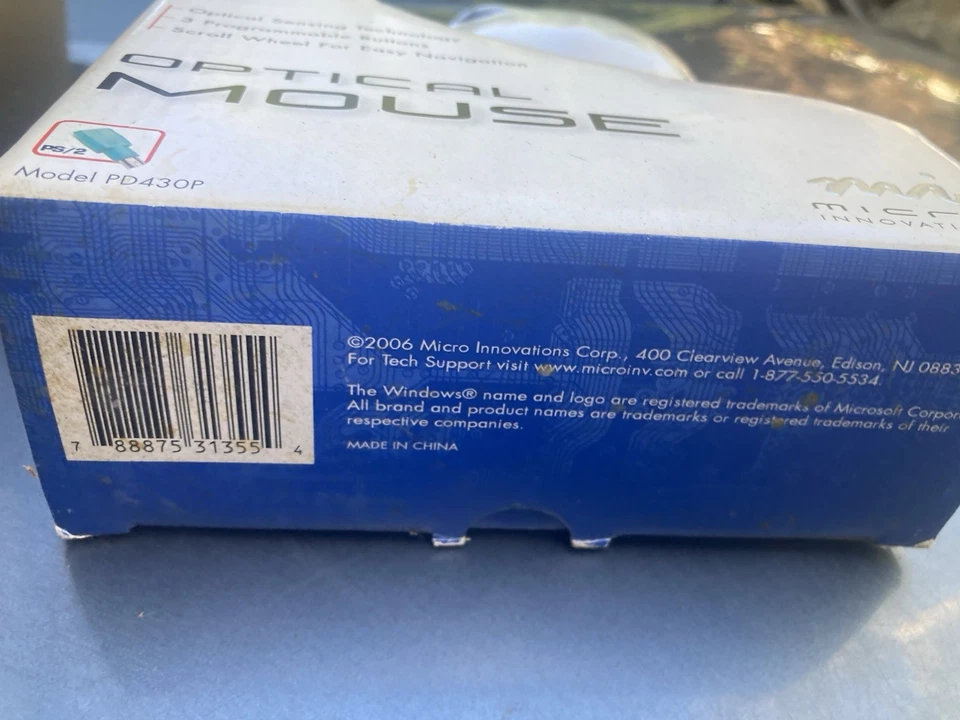 - Optical Sensing Technology
- 3 Programmable Buttons
- Scroll Wheel For Easy Navigation
OPTICAL
MOUSE
PS/2
Model PD430P
©2006 Micro Innovations Corp., 400 Clearview Avenue, Edison, NJ 0883
For Tech Support visit www.microinv.com or call 1-877-550-5534.
The Windows® name and logo are registered trademarks of Microsoft Corpor
All brand and product names are trademarks or registered trademarks of their
respective companies.
MADE IN CHINA
7 88875 31355 4